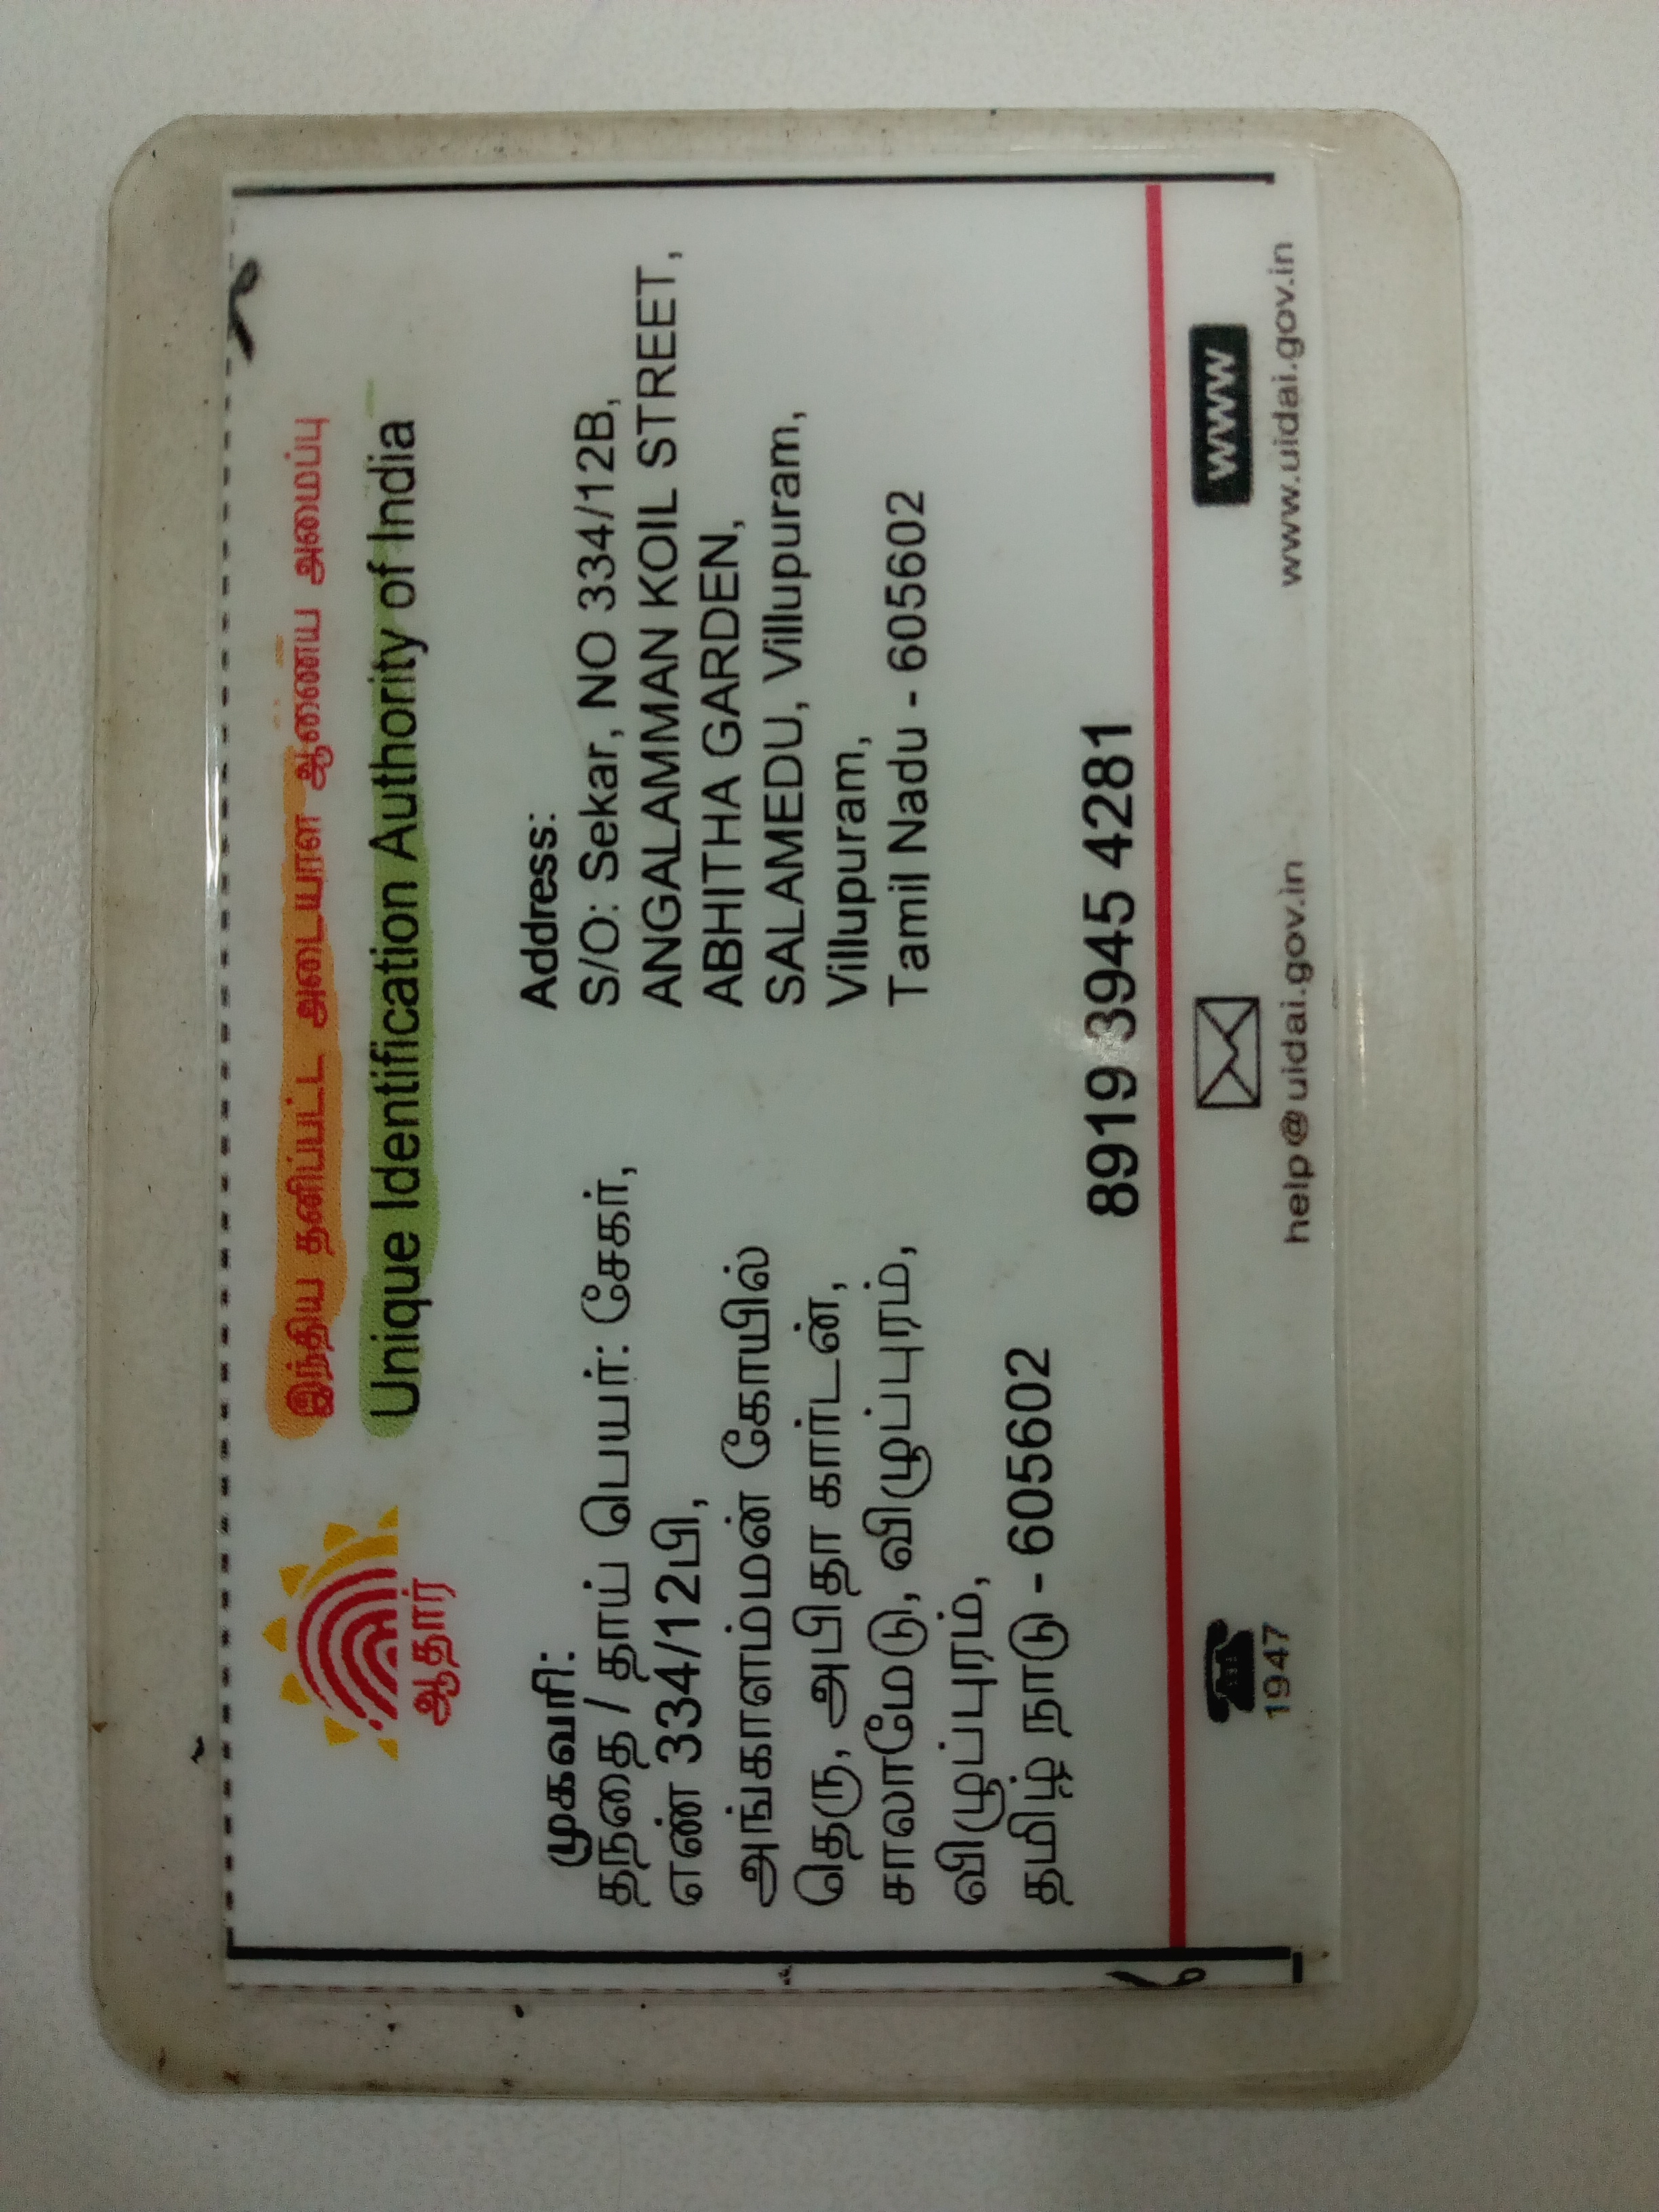 இந்திய தனிப்பட்ட அடையாள ஆணைய அமைப்பு
Unique Identification Authority of India
ஆதார்
முகவரி:
தந்தை / தாய் பெயர்: சேகர்,
எண் 334/12பி,
அங்காளம்மன் கோயில்
தெரு, அபிதா கார்டன்,
சாலாமேடு, விழுப்புரம்,
விழுப்புரம்,
தமிழ் நாடு - 605602
Address:
S/O: Sekar, NO 334/12B,
ANGALAMMAN KOIL STREET,
ABHITHA GARDEN,
SALAMEDU, Villupuram,
Villupuram,
Tamil Nadu - 605602
8919 3945 4281
1947
help@uidai.gov.in
www
www.uidai.gov.in